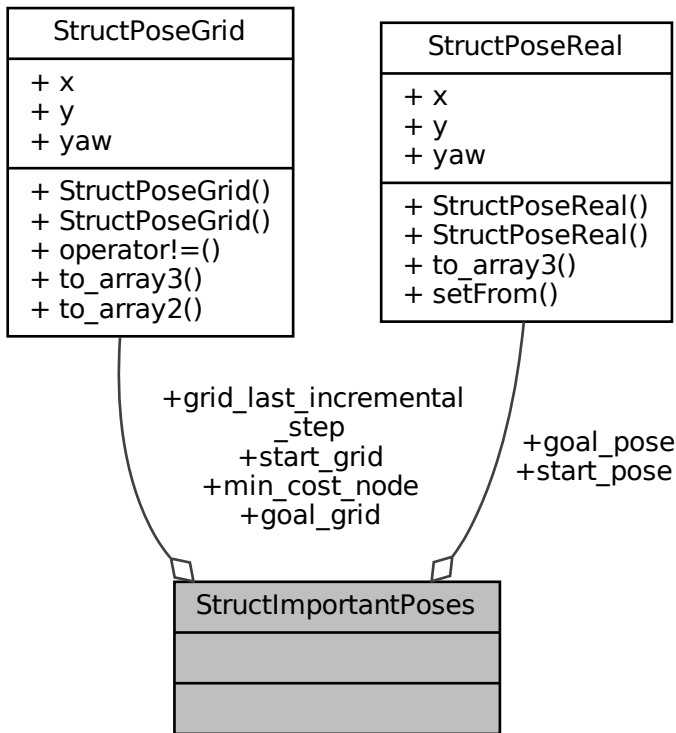 StructPoseGrid
+ x
+ y
+ yaw
+ StructPoseGrid()
+ StructPoseGrid()
+ operator!=()
+ to_array3()
+ to_array2()
StructPoseReal
+ x
+ y
+ yaw
+ StructPoseReal()
+ StructPoseReal()
+ to_array3()
+ setFrom()
+grid_last_incremental
_step
+start_grid
+min_cost_node
+goal_grid
+goal_pose
+start_pose
StructImportantPoses